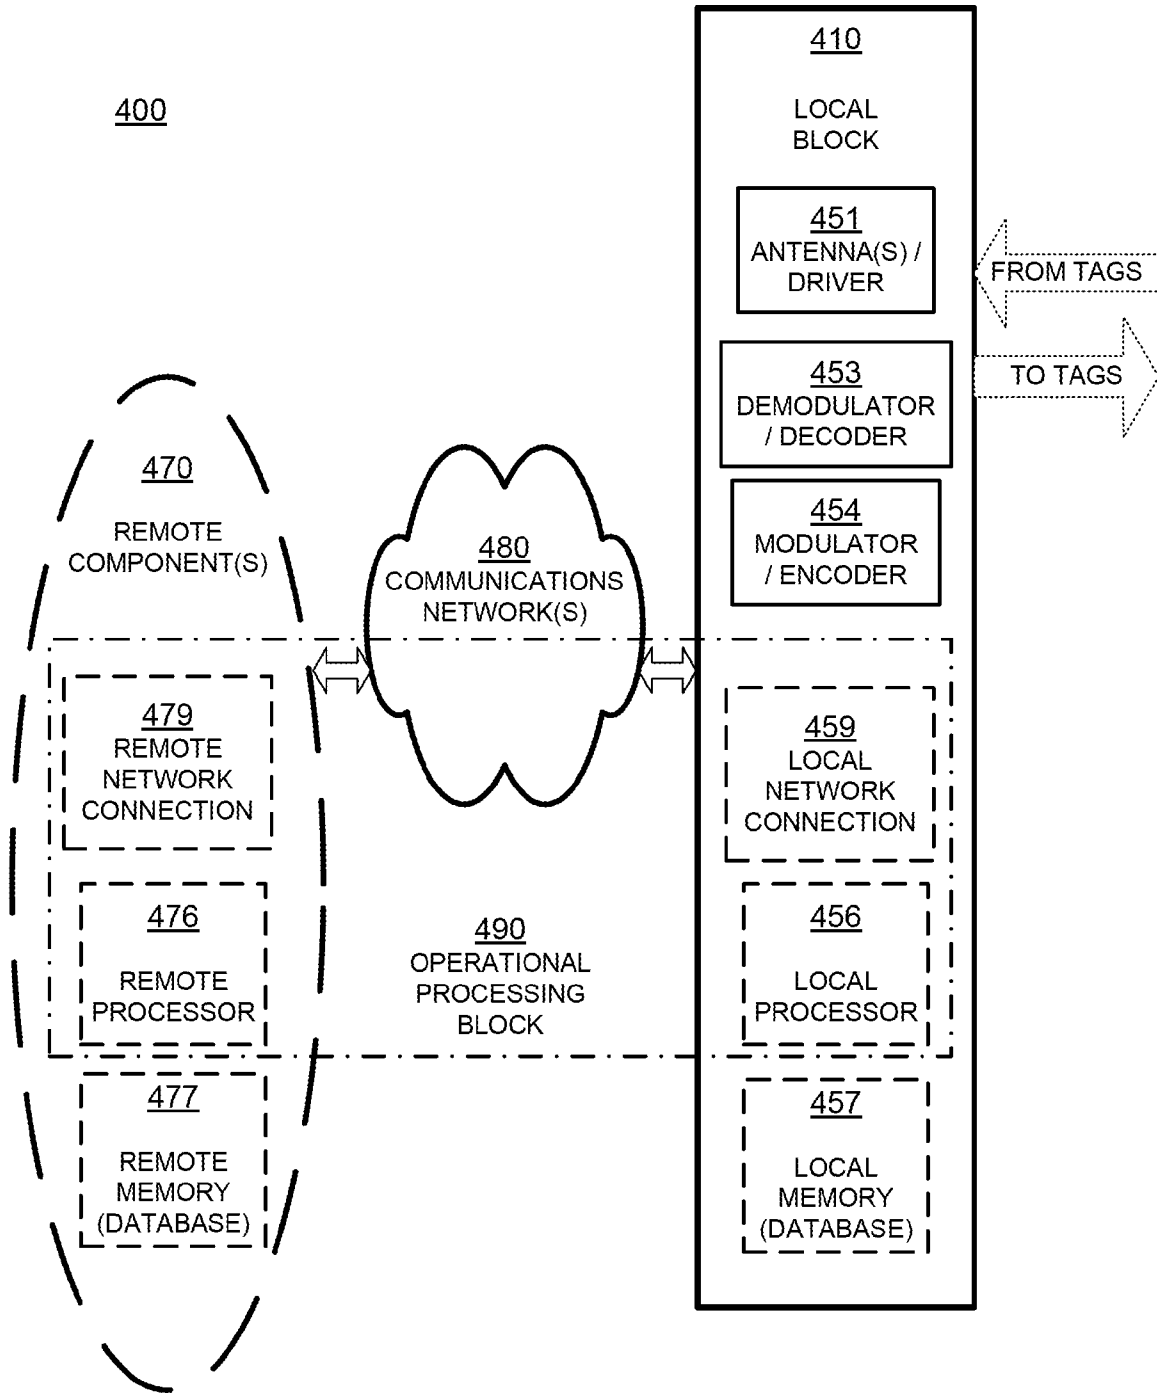 400
410
LOCAL
BLOCK
451
ANTENNA(S) /
DRIVER
FROM TAGS
453
DEMODULATOR
/ DECODER
TO TAGS
454
MODULATOR
/ ENCODER
470
REMOTE
COMPONENT(S)
480
COMMUNICATIONS
NETWORK(S)
479
REMOTE
NETWORK
CONNECTION
459
LOCAL
NETWORK
CONNECTION
476
REMOTE
PROCESSOR
490
OPERATIONAL
PROCESSING
BLOCK
456
LOCAL
PROCESSOR
477
REMOTE
MEMORY
(DATABASE)
457
LOCAL
MEMORY
(DATABASE)